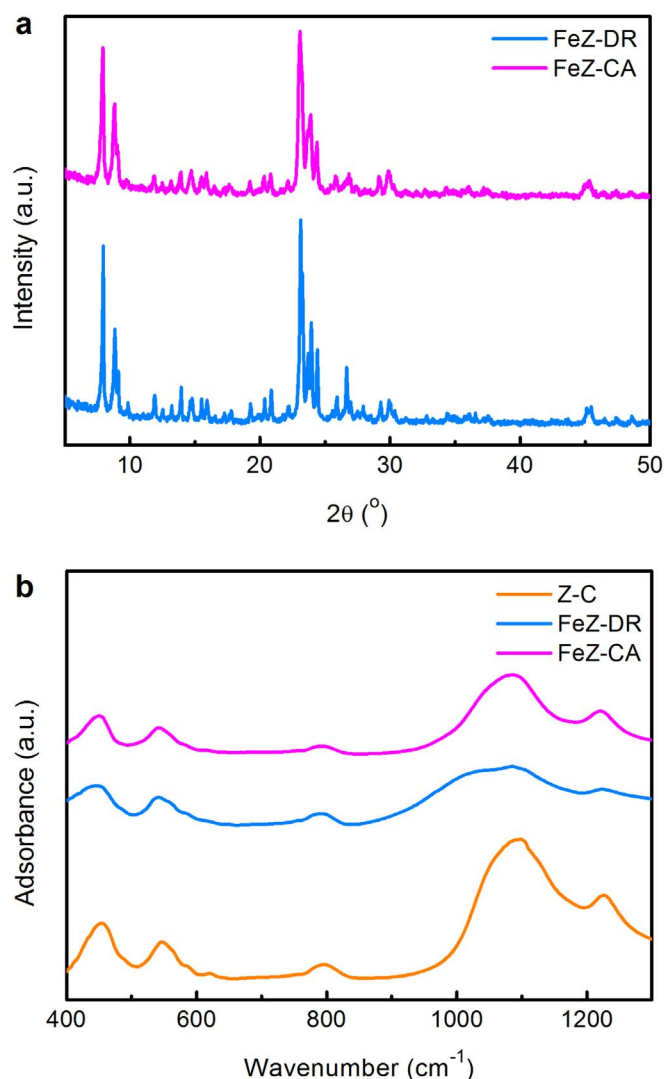 a
FeZ-DR
FeZ-CA
Intensity (a.u.)
10 20 30 40 50
2θ (°)
b
Z-C
FeZ-DR
FeZ-CA
Adsorbance (a.u.)
400 600 800 1000 1200
Wavenumber (cm⁻¹)